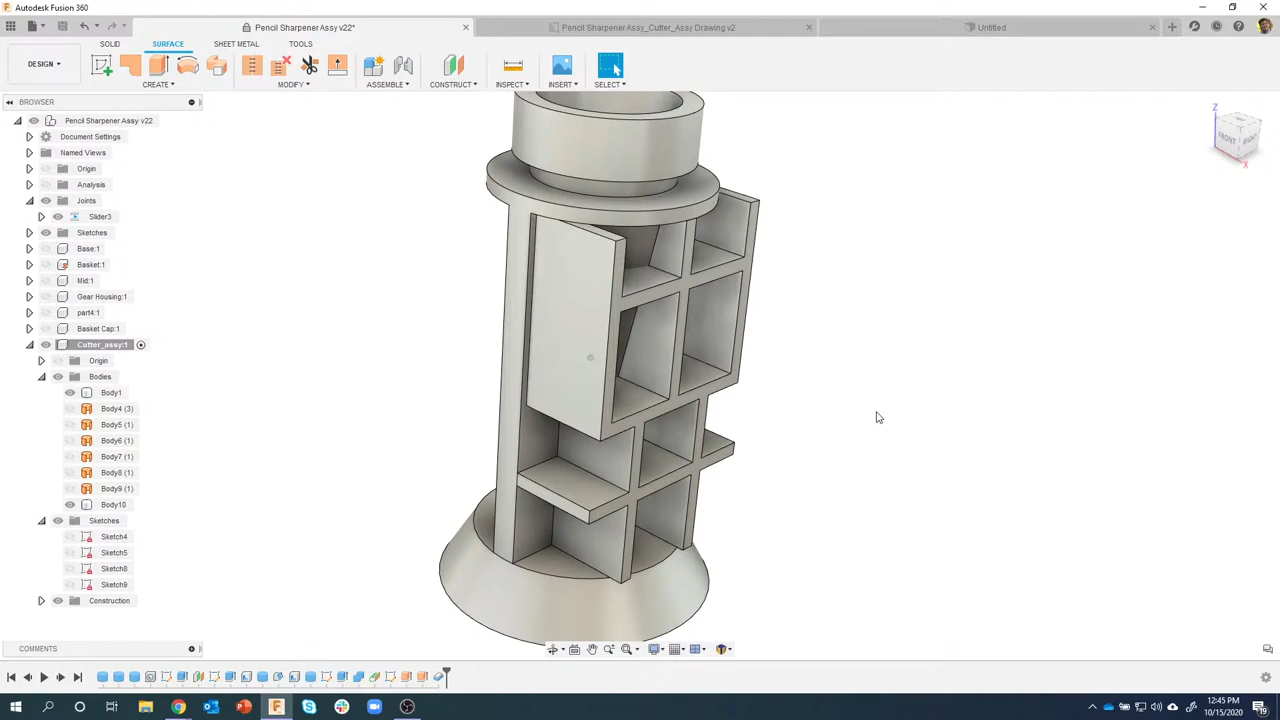 Autodesk Fusion 360
Pencil Sharpener Assy v22*
Pencil Sharpener Assy_Cutter_Assy Drawing v2
Untitled
SOLID SURFACE SHEET METAL TOOLS
DESIGN
CREATE MODIFY ASSEMBLE CONSTRUCT INSPECT INSERT SELECT
BROWSER
Pencil Sharpener Assy v22
Document Settings
Named Views
Origin
Analysis
Joints
Slider3
Sketches
Base:1
Basket:1
Mid:1
Gear Housing:1
part4:1
Basket Cap:1
Cutter_assy:1
Origin
Bodies
Body1
Body4 (3)
Body5 (1)
Body6 (1)
Body7 (1)
Body8 (1)
Body9 (1)
Body10
Sketches
Sketch4
Sketch5
Sketch8
Sketch9
Construction
Z
FRONT
RIGHT
X
COMMENTS
12:45 PM
10/15/2020
19